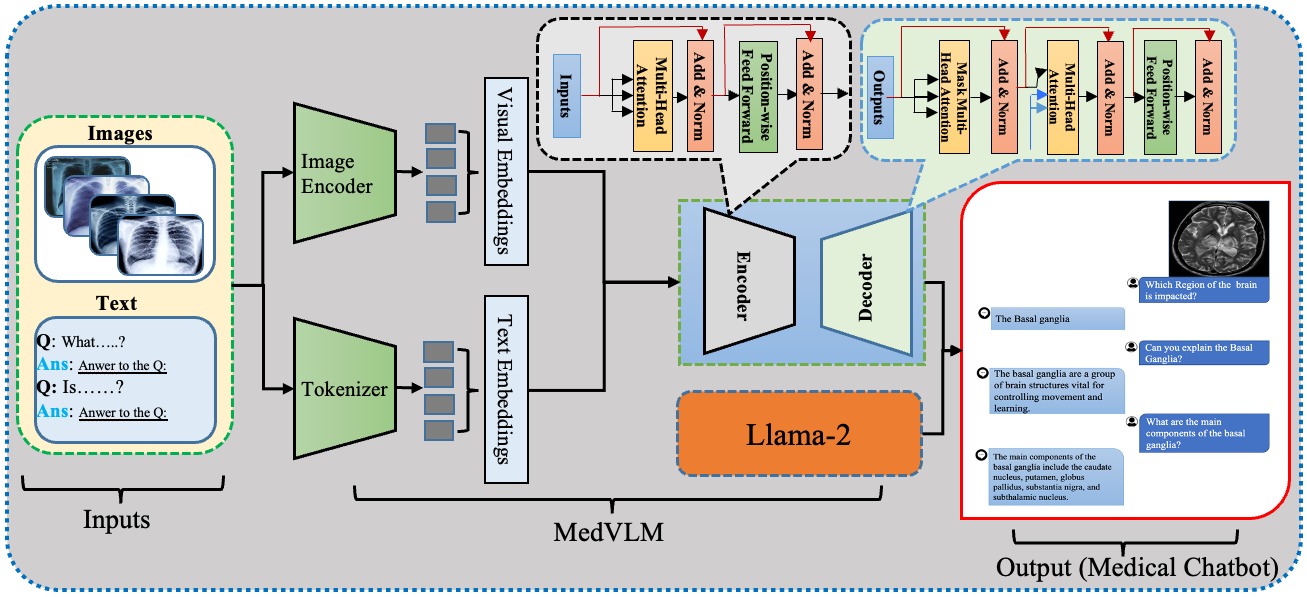 Images
Text
Q: What…..?
Ans: Anwer to the Q:
Q: Is……?
Ans: Anwer to the Q:
Inputs
Image
Encoder
Tokenizer
Visual Embeddings
Text Embeddings
Inputs
Multi-Head
Attention
Add & Norm
Position-wise
Feed Forward
Add & Norm
Outputs
Mask Multi-
Head Attention
Add & Norm
Multi-Head
Attention
Add & Norm
Position-wise
Feed Forward
Add & Norm
Encoder
Decoder
Llama-2
MedVLM
Which Region of the brain
is impacted?
The Basal ganglia
Can you explain the Basal
Ganglia?
The basal ganglia are a group
of brain structures vital for
controlling movement and
learning.
What are the main
components of the basal
ganglia?
The main components of the
basal ganglia include the caudate
nucleus, putamen, globus
pallidus, substantia nigra, and
subthalamic nucleus.
Output (Medical Chatbot)